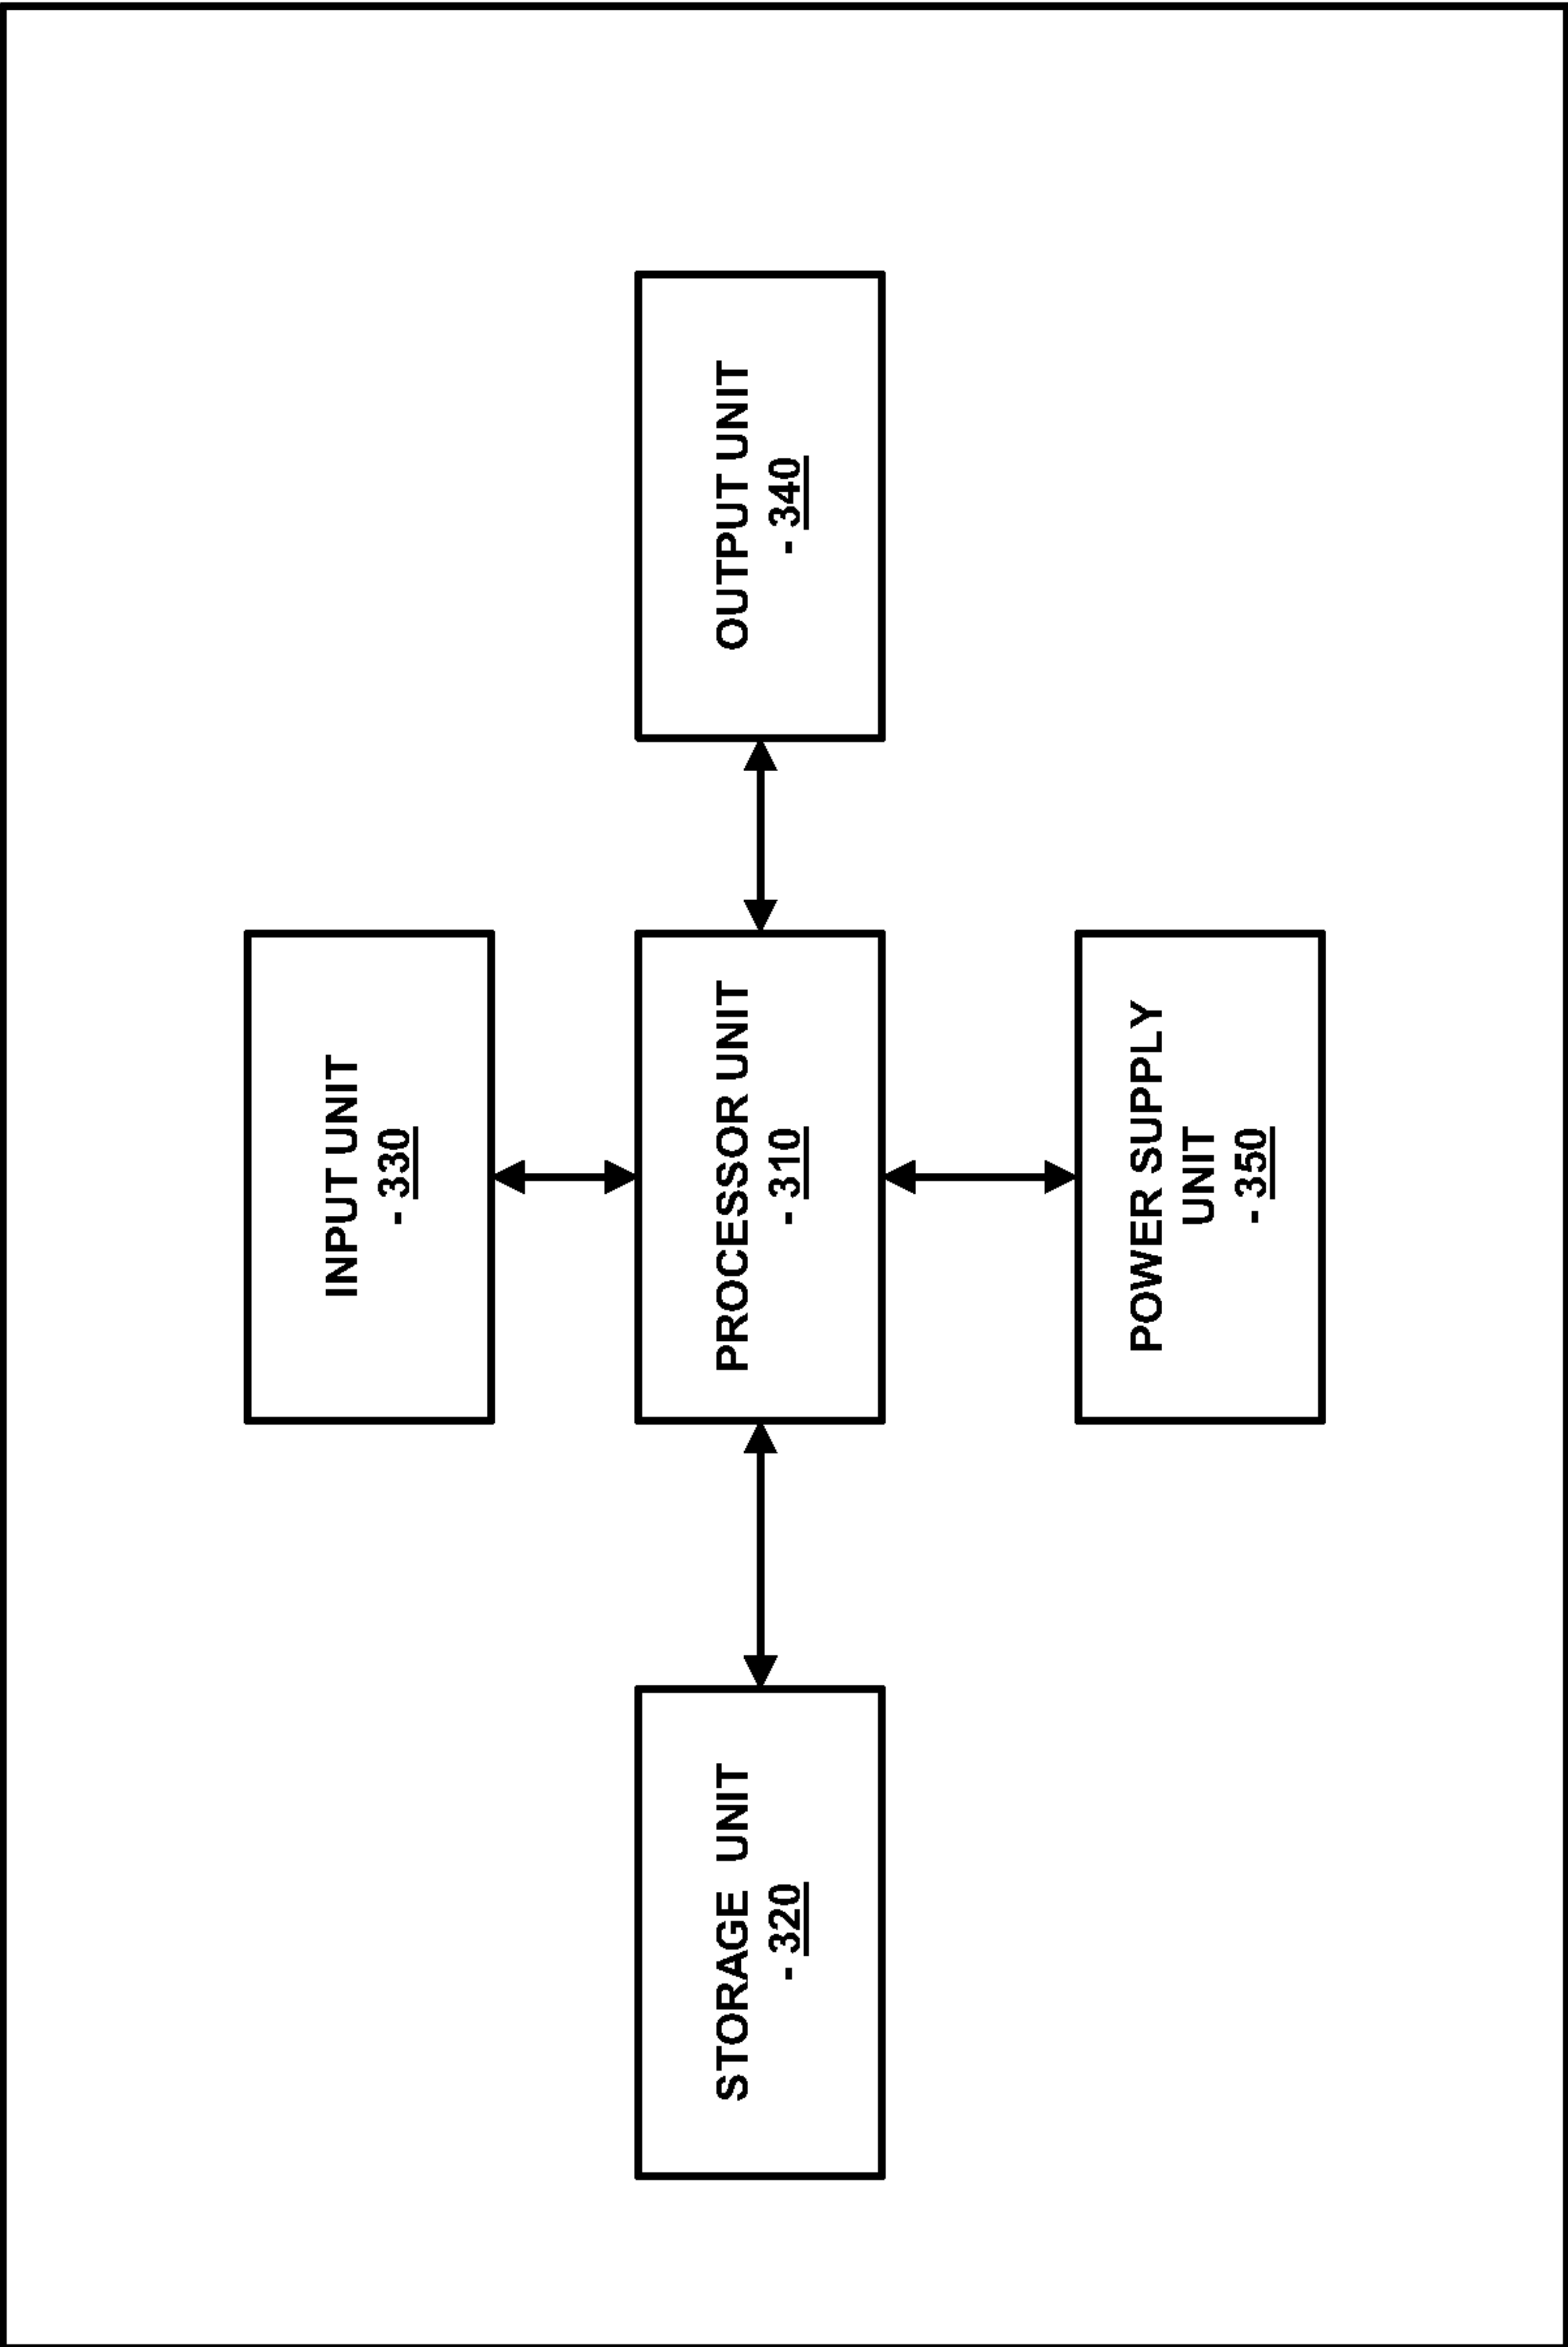 INPUT UNIT
- 330
STORAGE UNIT
- 320
PROCESSOR UNIT
- 310
OUTPUT UNIT
- 340
POWER SUPPLY
UNIT
- 350